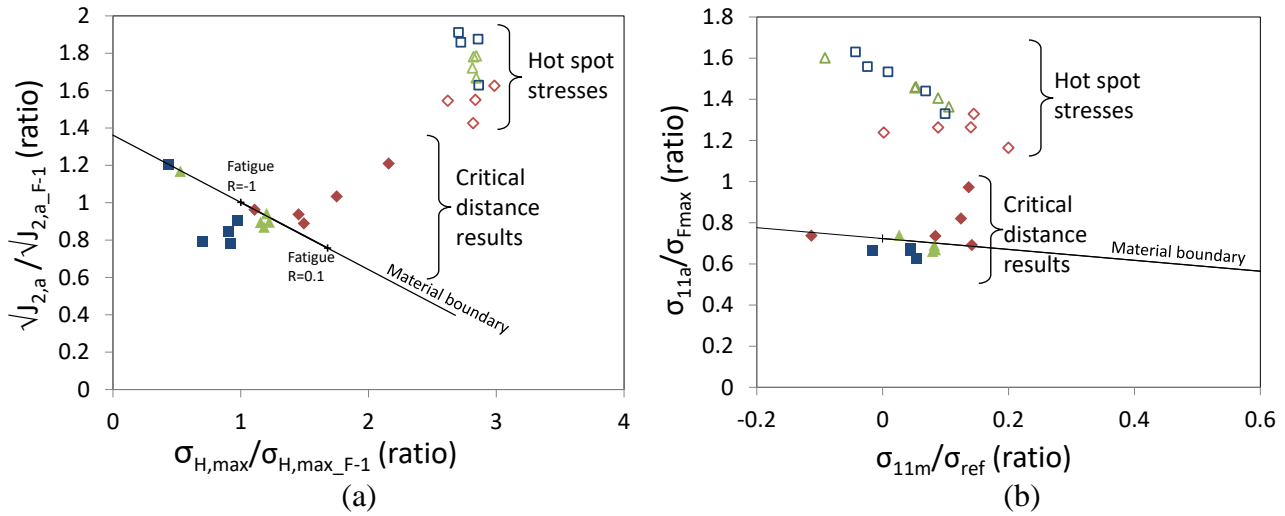 2
1.8
1.6
1.4
1.2
1
0.8
0.6
0.4
0.2
0
0 1 2 3 4
√J2,a /√J2,a_F-1 (ratio)
σH,max/σH,max_F-1 (ratio)
Hot spot
stresses
Critical
distance
results
Fatigue
R=-1
Fatigue
R=0.1
Material boundary
(a)
1.8
1.6
1.4
1.2
1
0.8
0.6
0.4
0.2
0
-0.2 0 0.2 0.4 0.6
σ11a/σFmax (ratio)
σ11m/σref (ratio)
Hot spot
stresses
Critical
distance
results
Material boundary
(b)